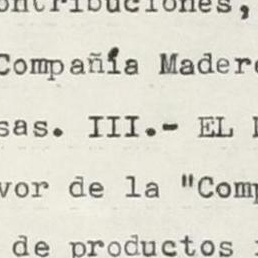 ontribuciones,
Compañía Madere
sas. III.- EL
vor de la "Comp
de productos